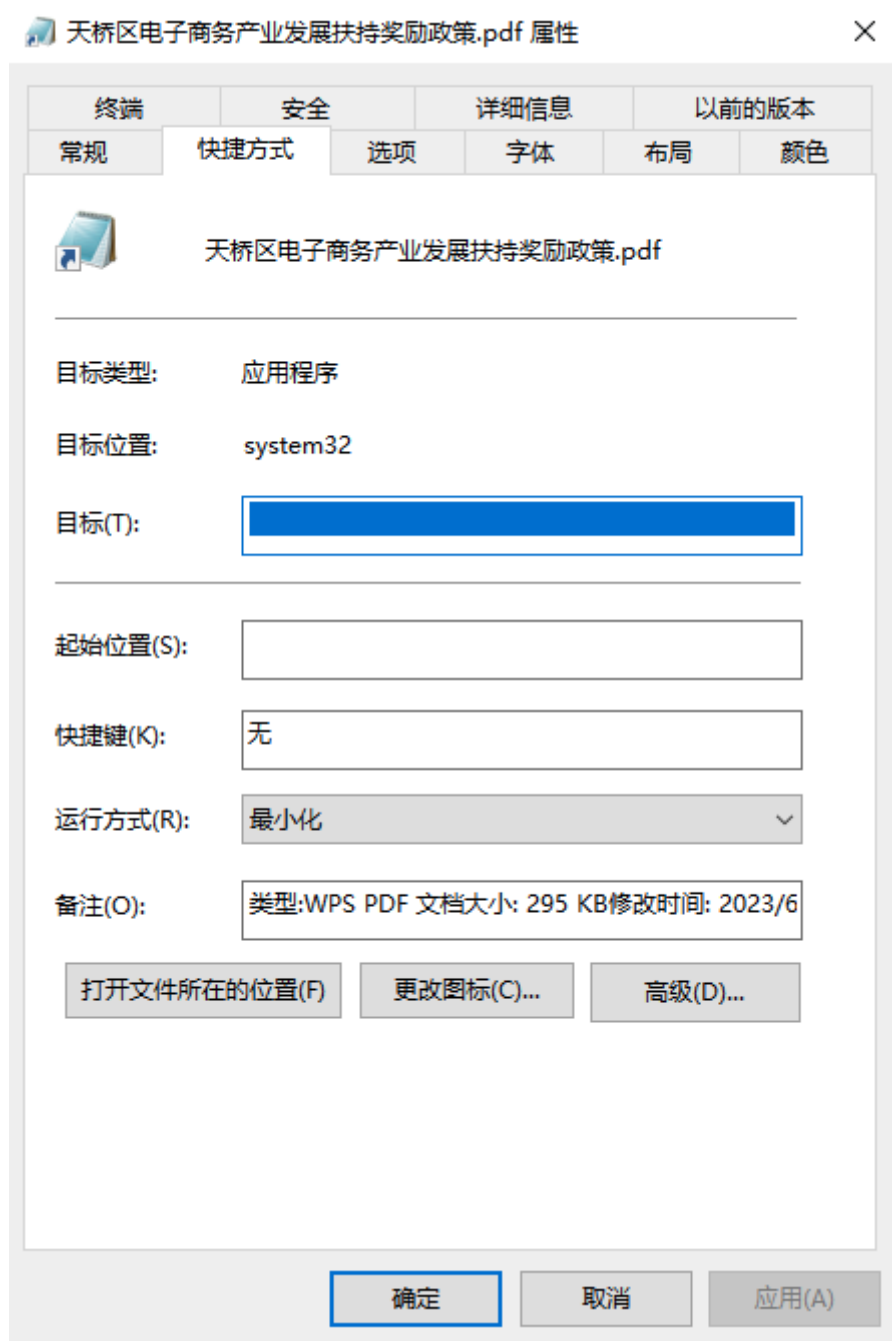 天桥区电子商务产业发展扶持奖励政策.pdf 属性
终端 安全 详细信息 以前的版本
常规 快捷方式 选项 字体 布局 颜色
天桥区电子商务产业发展扶持奖励政策.pdf
目标类型: 应用程序
目标位置: system32
目标(T):
起始位置(S):
快捷键(K): 无
运行方式(R): 最小化
备注(O): 类型:WPS PDF 文档大小: 295 KB修改时间: 2023/6
打开文件所在的位置(F) 更改图标(C)... 高级(D)...
确定 取消 应用(A)